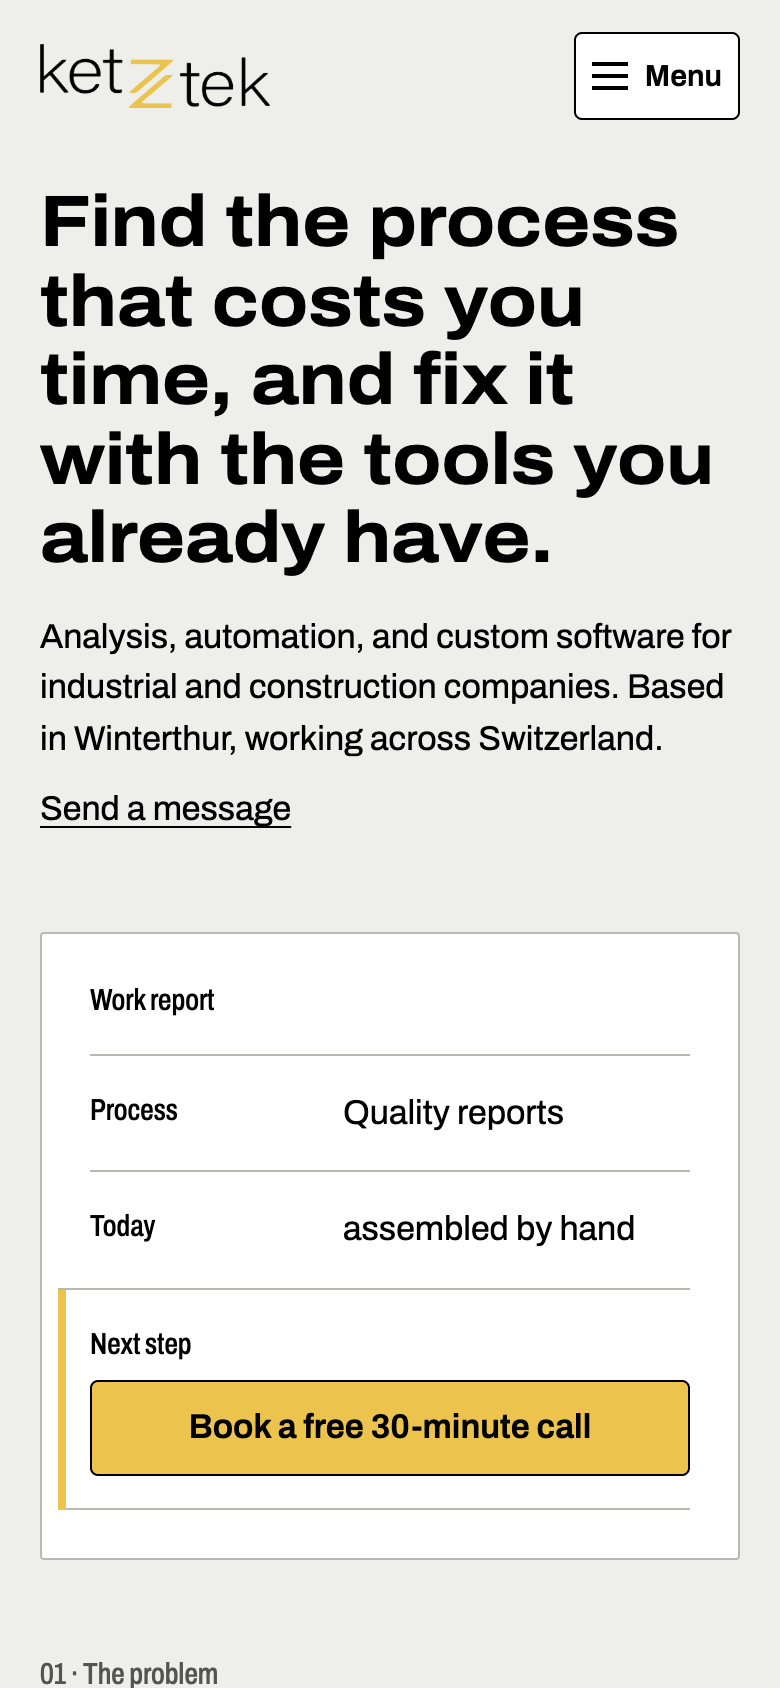 ketztek
Menu
Find the process
that costs you
time, and fix it
with the tools you
already have.
Analysis, automation, and custom software for
industrial and construction companies. Based
in Winterthur, working across Switzerland.
Send a message
Work report
Process Quality reports
Today assembled by hand
Next step
Book a free 30-minute call
01 · The problem